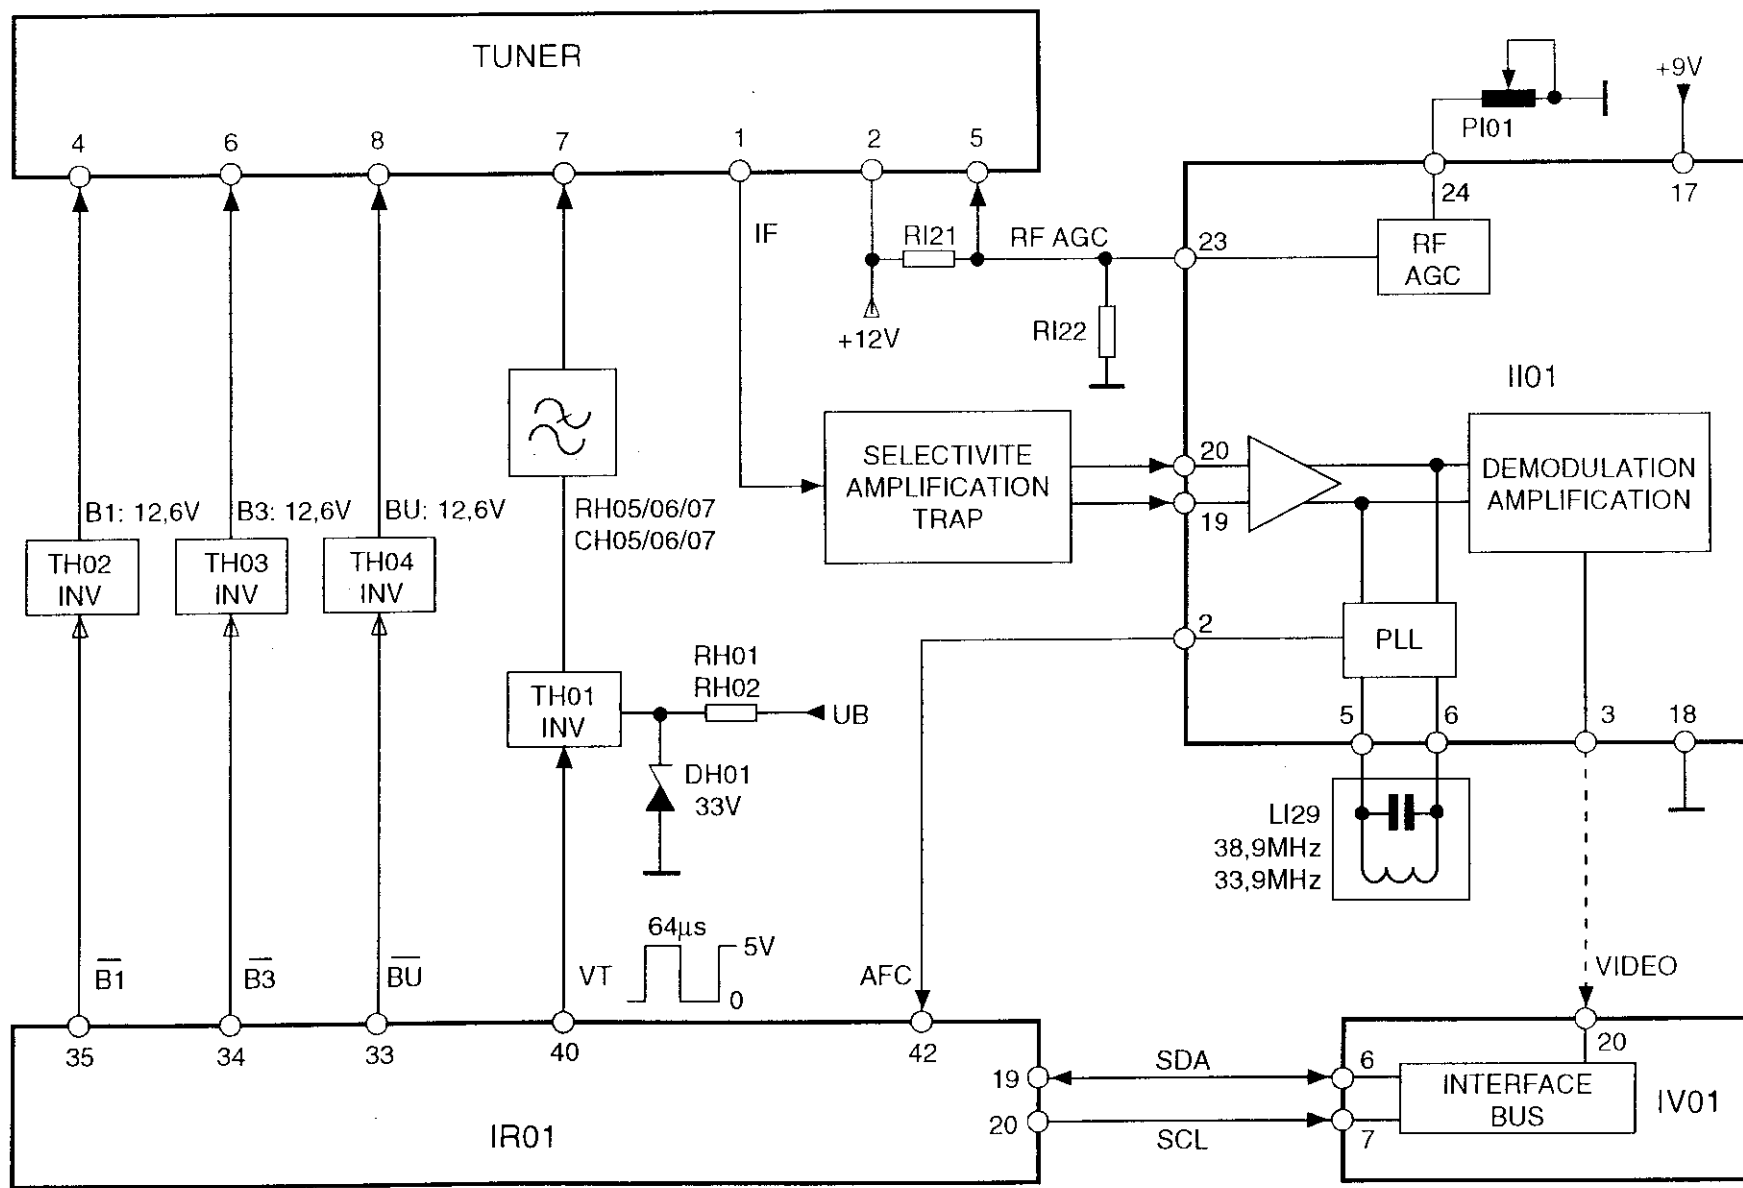 TUNER
4
6
8
7
1
2
5
PI01
+9V
24
17
IF
RI21
RF AGC
23
RF
AGC
+12V
RI22
II01
SELECTIVITE
AMPLIFICATION
TRAP
20
19
DEMODULATION
AMPLIFICATION
B1: 12,6V
B3: 12,6V
BU: 12,6V
RH05/06/07
CH05/06/07
TH02
INV
TH03
INV
TH04
INV
2
PLL
RH01
RH02
TH01
INV
UB
5
6
3
18
DH01
33V
LI29
38,9MHz
33,9MHz
64µs
5V
0
B1
B3
BU
VT
AFC
VIDEO
35
34
33
40
42
20
19
SDA
6
INTERFACE
BUS
IV01
20
SCL
7
IR01